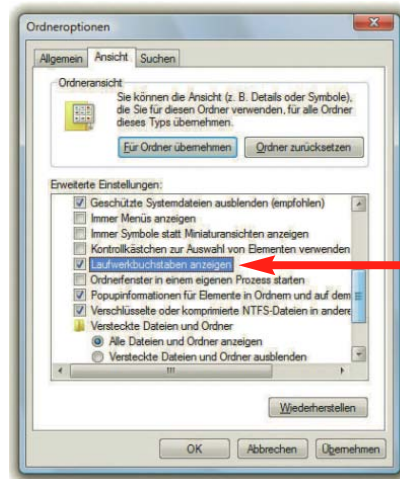 Ordneroptionen
Allgemein Ansicht Suchen
Ordneransicht
Sie können die Ansicht (z. B. Details oder Symbole),
die Sie für diesen Ordner verwenden, für alle Ordner
dieses Typs übernehmen.
Für Ordner übernehmen Ordner zurücksetzen
Erweiterte Einstellungen:
Geschützte Systemdateien ausblenden (empfohlen)
Immer Menüs anzeigen
Immer Symbole statt Miniaturansichten anzeigen
Kontrollkästchen zur Auswahl von Elementen verwenden
Laufwerkbuchstaben anzeigen
Ordnerfenster in einem eigenen Prozess starten
Popupinformationen für Elemente in Ordnern und auf dem
Verschlüsselte oder komprimierte NTFS-Dateien in andere
Versteckte Dateien und Ordner
Alle Dateien und Ordner anzeigen
Versteckte Dateien und Ordner ausblenden
Wiederherstellen
OK Abbrechen Übernehmen